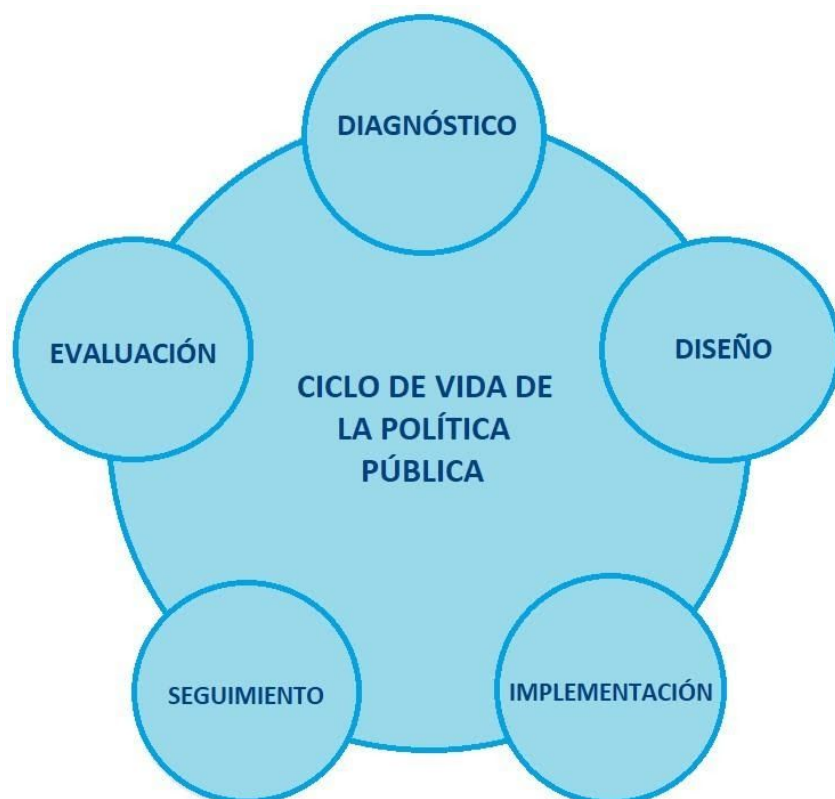 DIAGNÓSTICO
EVALUACIÓN
DISEÑO
CICLO DE VIDA DE
LA POLÍTICA
PÚBLICA
SEGUIMIENTO
IMPLEMENTACIÓN